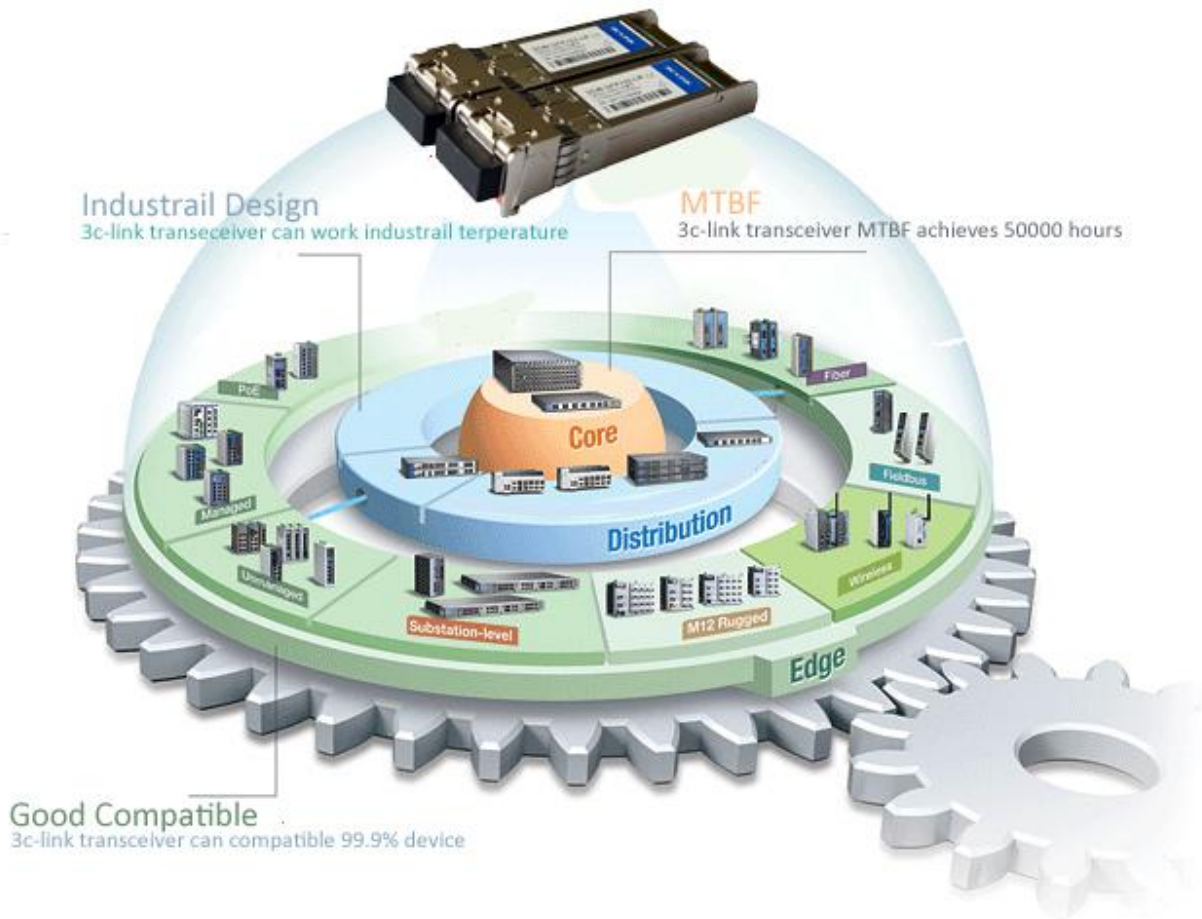 Industrail Design
3c-link transeceiver can work industrail terperature
MTBF
3c-link transceiver MTBF achieves 50000 hours
PoE
Fiber
Core
Fieldbus
Managed
Distribution
Unmanaged
Wireless
Substation-level
M12 Rugged
Edge
Good Compatible
3c-link transceiver can compatible 99.9% device